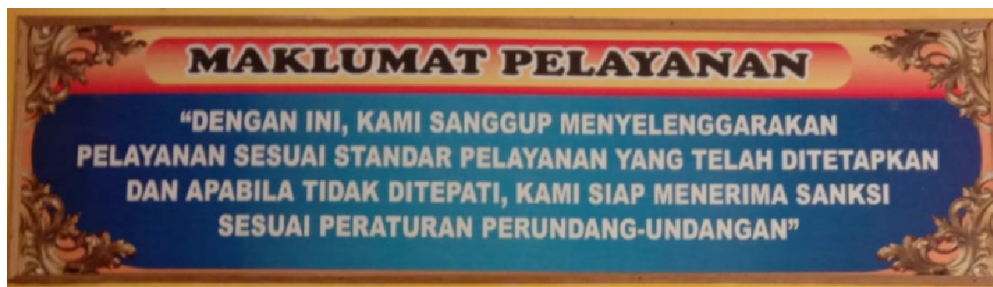 MAKLUMAT PELAYANAN
“DENGAN INI, KAMI SANGGUP MENYELENGGARAKAN
PELAYANAN SESUAI STANDAR PELAYANAN YANG TELAH DITETAPKAN
DAN APABILA TIDAK DITEPATI, KAMI SIAP MENERIMA SANKSI
SESUAI PERATURAN PERUNDANG-UNDANGAN”